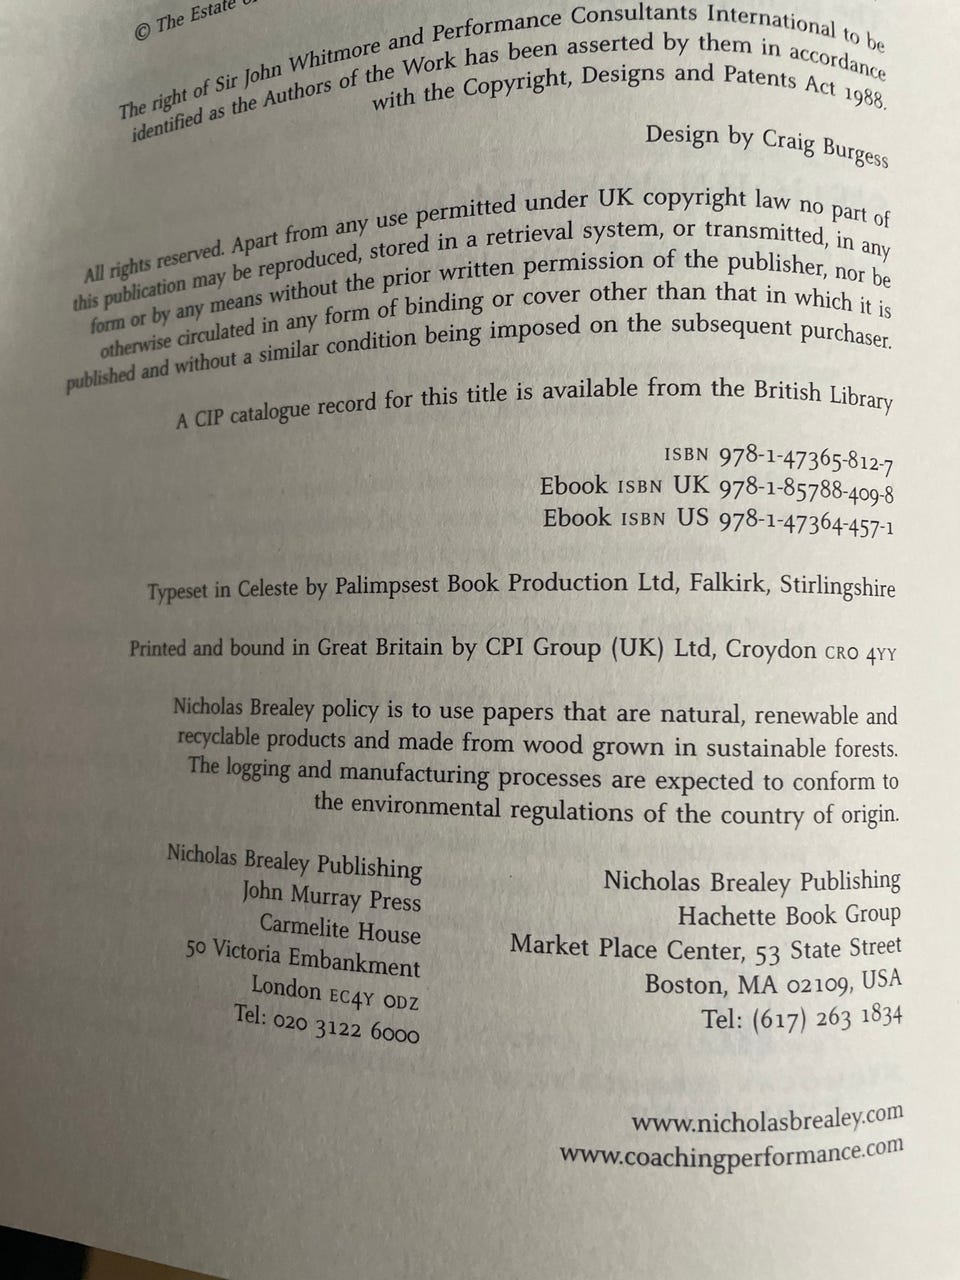 © The Estate
The right of Sir John Whitmore and Performance Consultants International to be
identified as the Authors of the Work has been asserted by them in accordance
with the Copyright, Designs and Patents Act 1988.
Design by Craig Burgess
All rights reserved. Apart from any use permitted under UK copyright law no part of
this publication may be reproduced, stored in a retrieval system, or transmitted, in any
form or by any means without the prior written permission of the publisher, nor be
otherwise circulated in any form of binding or cover other than that in which it is
published and without a similar condition being imposed on the subsequent purchaser.
A CIP catalogue record for this title is available from the British Library
ISBN 978-1-47365-812-7
Ebook ISBN UK 978-1-85788-409-8
Ebook ISBN US 978-1-47364-457-1
Typeset in Celeste by Palimpsest Book Production Ltd, Falkirk, Stirlingshire
Printed and bound in Great Britain by CPI Group (UK) Ltd, Croydon CR0 4YY
Nicholas Brealey policy is to use papers that are natural, renewable and
recyclable products and made from wood grown in sustainable forests.
The logging and manufacturing processes are expected to conform to
the environmental regulations of the country of origin.
Nicholas Brealey Publishing
John Murray Press
Carmelite House
50 Victoria Embankment
London EC4Y 0DZ
Tel: 020 3122 6000
Nicholas Brealey Publishing
Hachette Book Group
Market Place Center, 53 State Street
Boston, MA 02109, USA
Tel: (617) 263 1834
www.nicholasbrealey.com
www.coachingperformance.com